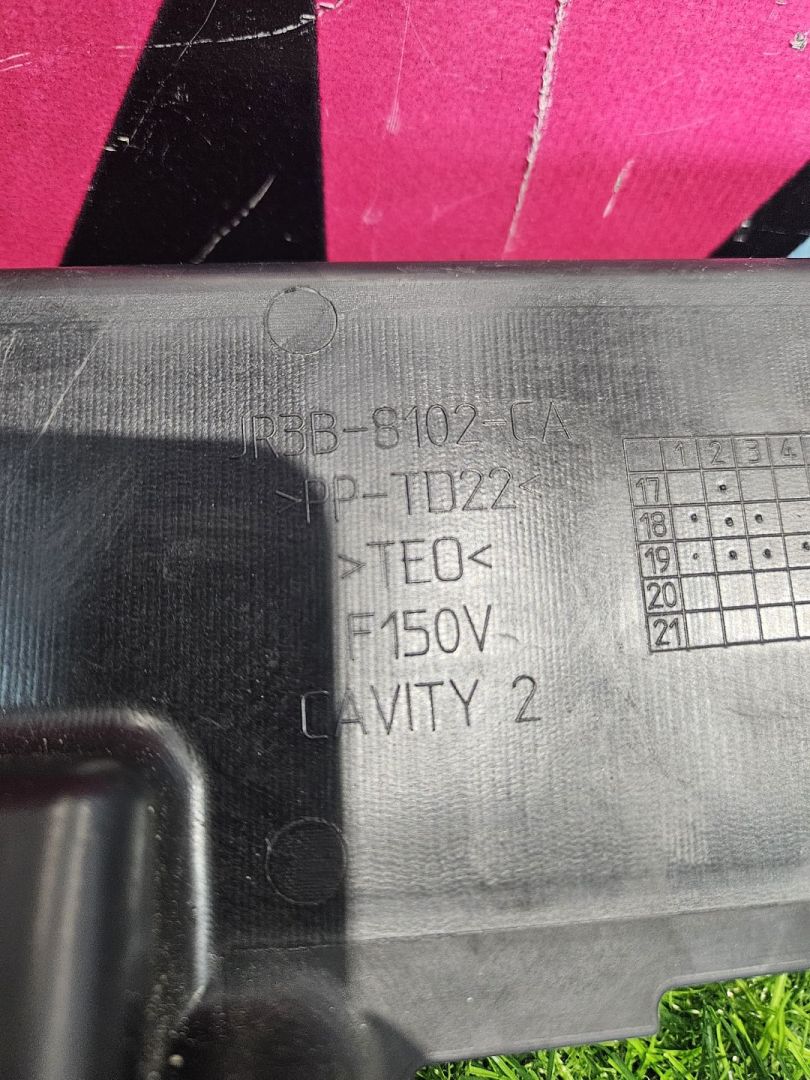 JR3B-8102-CA
>PP-TD22<
>TEO<
F150V
CAVITY 2
1 2 3 4
17
18
19
20
21